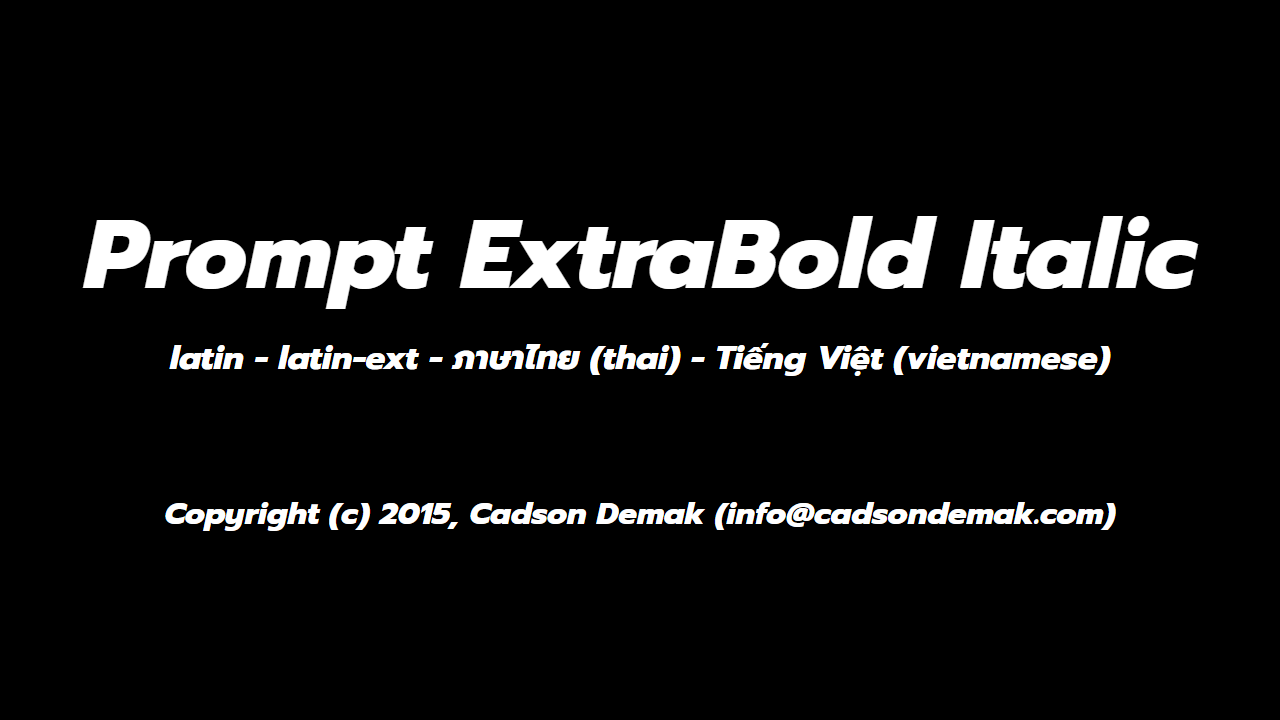 Prompt ExtraBold Italic
latin - latin-ext - ภาษาไทย (thai) - Tiếng Việt (vietnamese)
Copyright (c) 2015, Cadson Demak (info@cadsondemak.com)